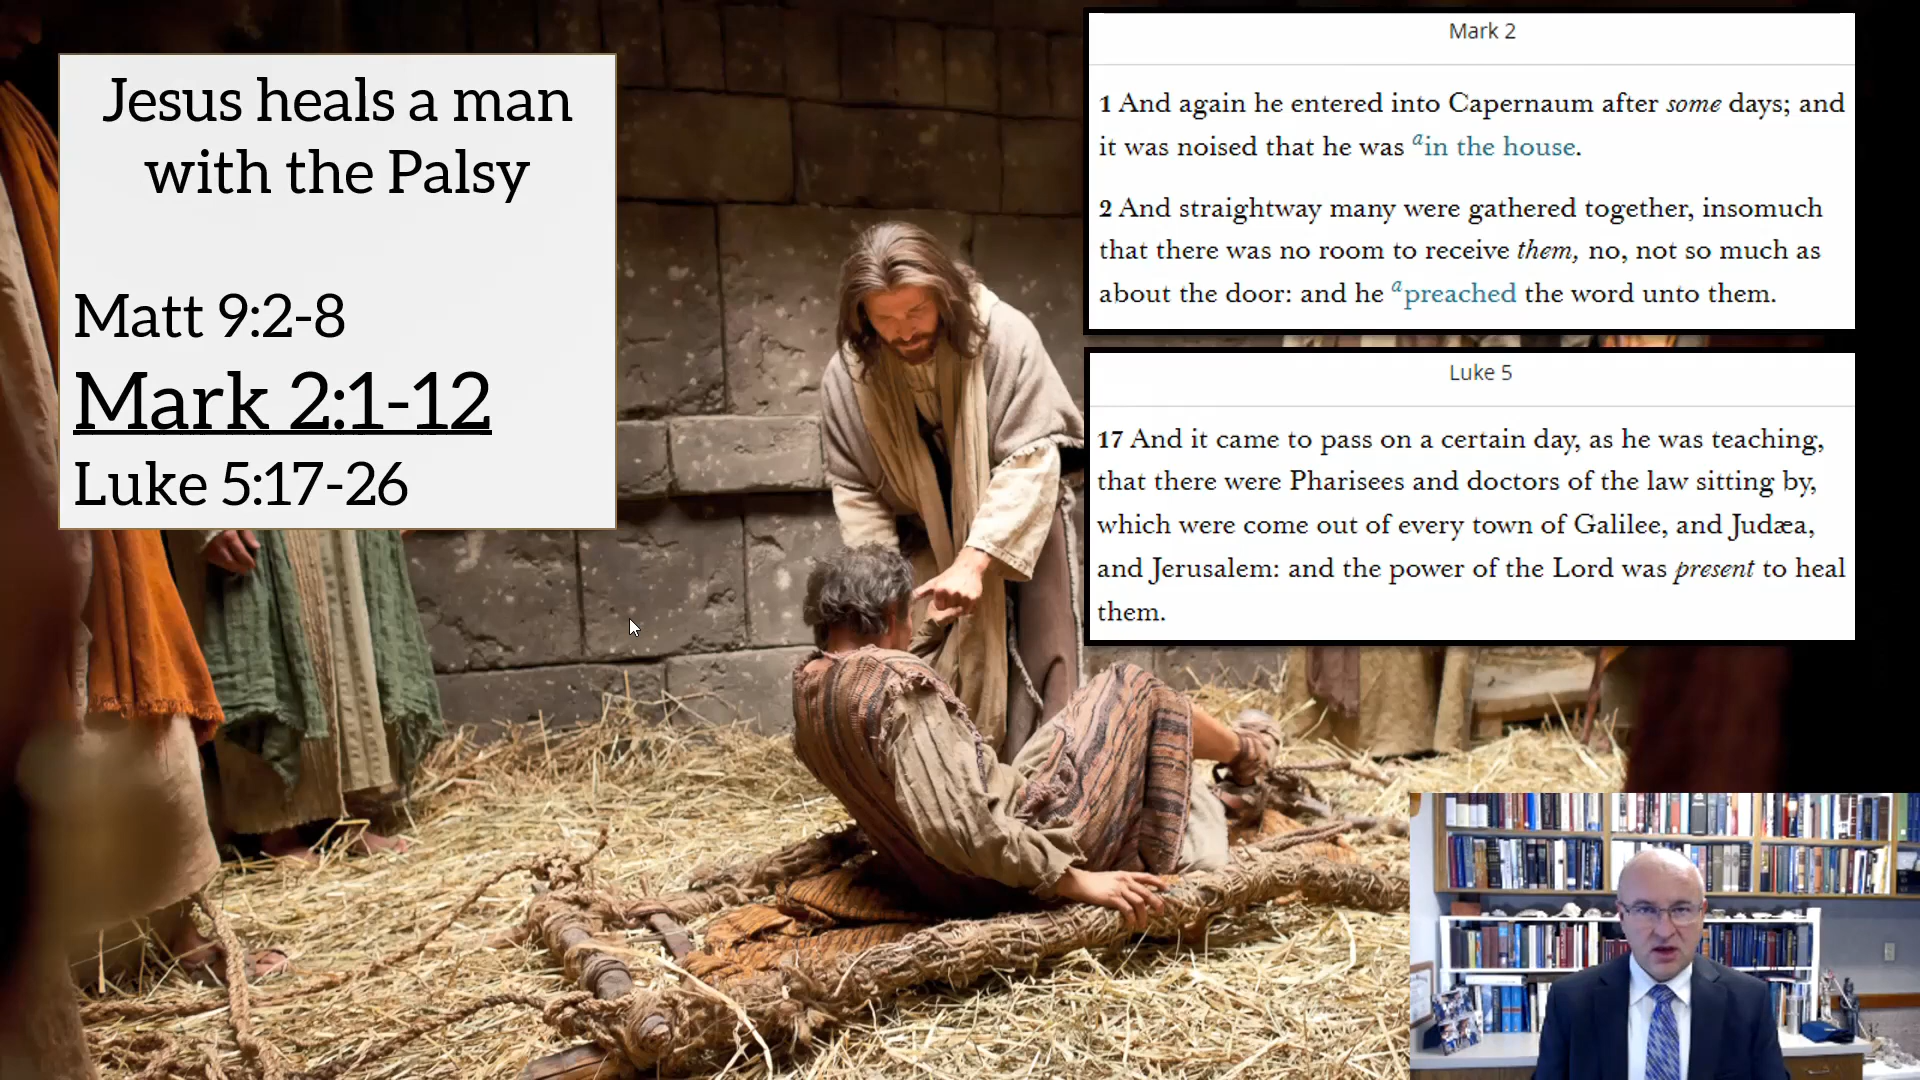 Jesus heals a man
with the Palsy
Matt 9:2-8
Mark 2:1-12
Luke 5:17-26
Mark 2
1 And again he entered into Capernaum after some days; and
it was noised that he was a in the house.
2 And straightway many were gathered together, insomuch
that there was no room to receive them, no, not so much as
about the door: and he a preached the word unto them.
Luke 5
17 And it came to pass on a certain day, as he was teaching,
that there were Pharisees and doctors of the law sitting by,
which were come out of every town of Galilee, and Judæa,
and Jerusalem: and the power of the Lord was present to heal
them.